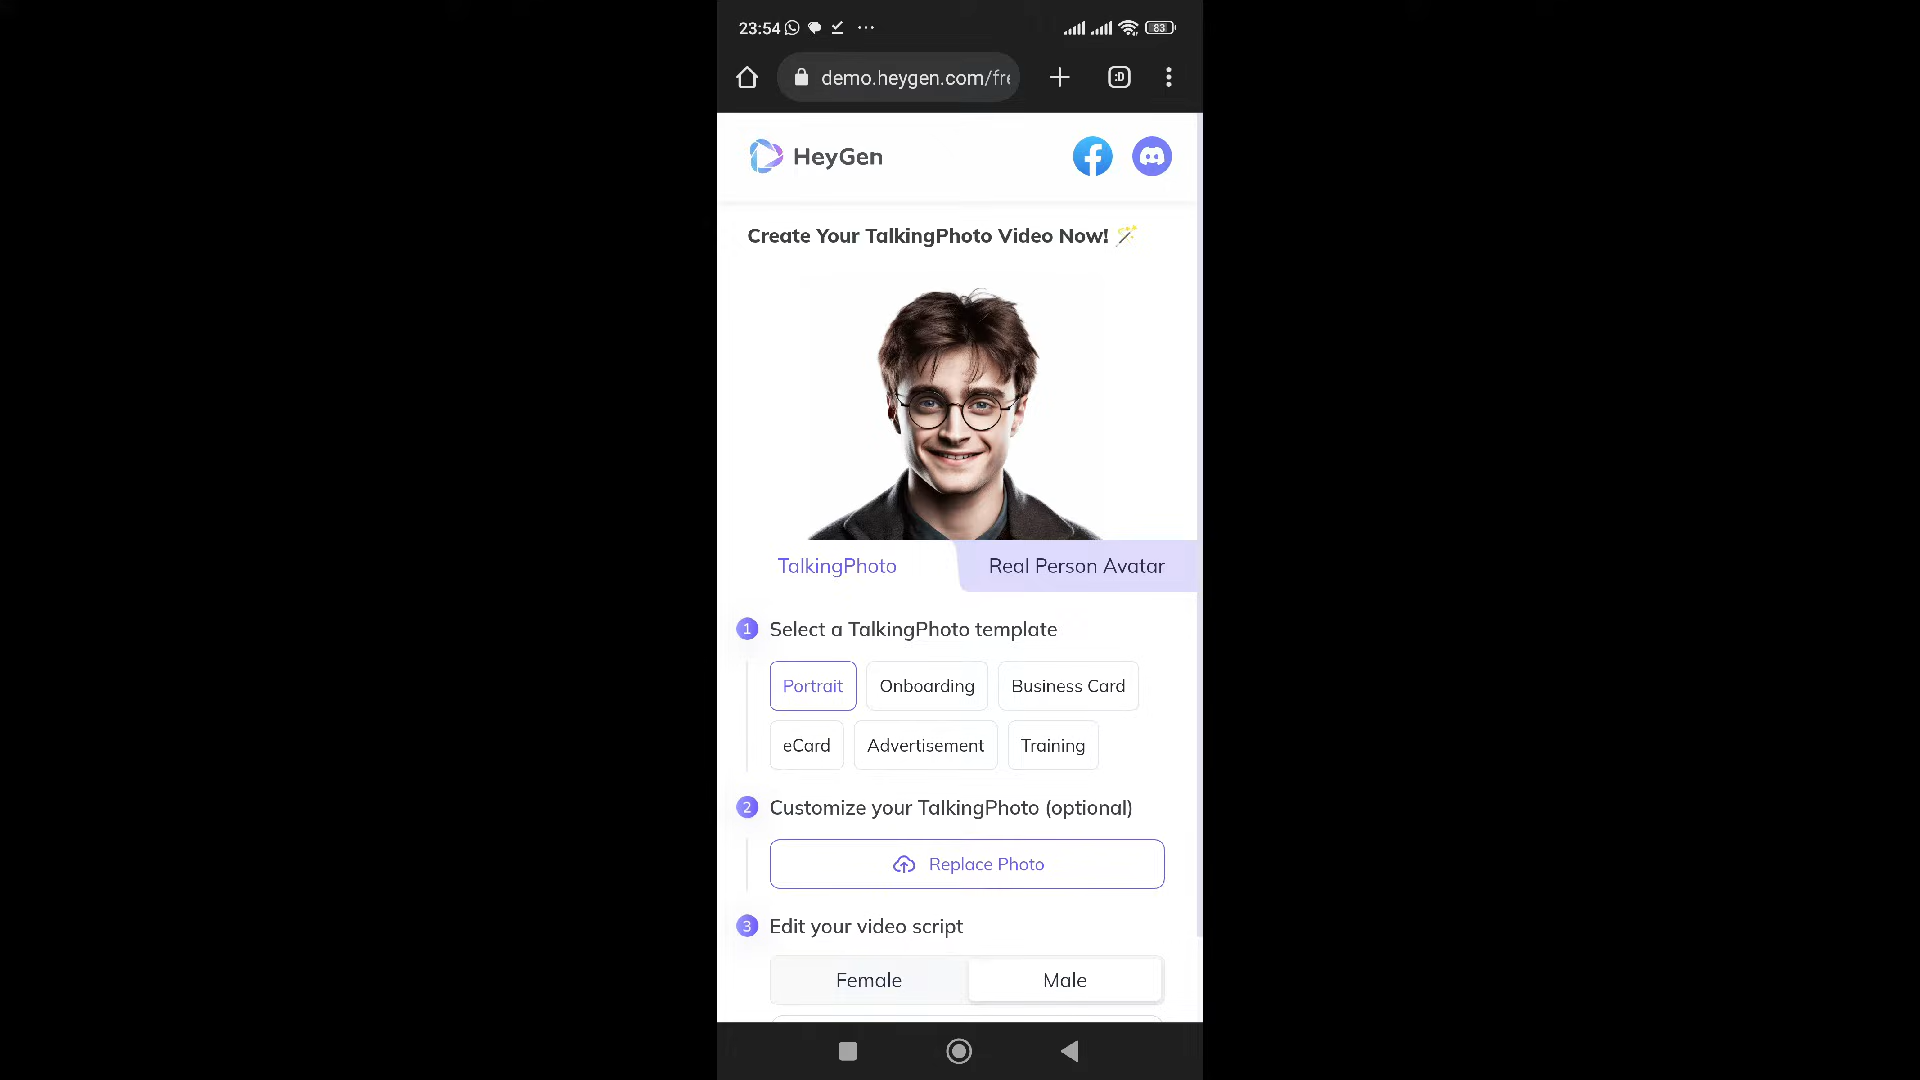 23:54
83
demo.heygen.com/fre
HeyGen
Create Your TalkingPhoto Video Now!
TalkingPhoto
Real Person Avatar
1 Select a TalkingPhoto template
Portrait
Onboarding
Business Card
eCard
Advertisement
Training
2 Customize your TalkingPhoto (optional)
Replace Photo
3 Edit your video script
Female
Male